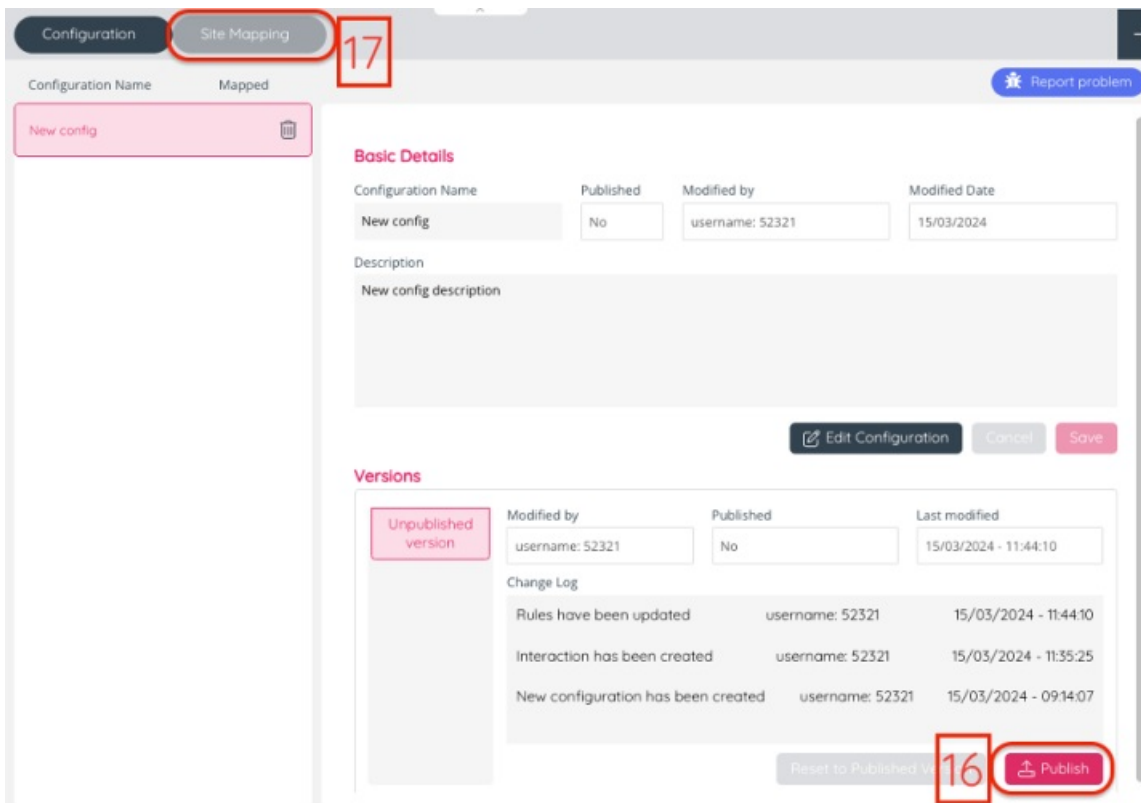 Configuration Site Mapping 17
Configuration Name Mapped Report problem
New config
Basic Details
Configuration Name Published Modified by Modified Date
New config No username: 52321 15/03/2024
Description
New config description
Edit Configuration Cancel Save
Versions
Unpublished version
Modified by Published Last modified
username: 52321 No 15/03/2024 - 11:44:10
Change Log
Rules have been updated username: 52321 15/03/2024 - 11:44:10
Interaction has been created username: 52321 15/03/2024 - 11:35:25
New configuration has been created username: 52321 15/03/2024 - 09:14:07
Reset to Published 16 Publish